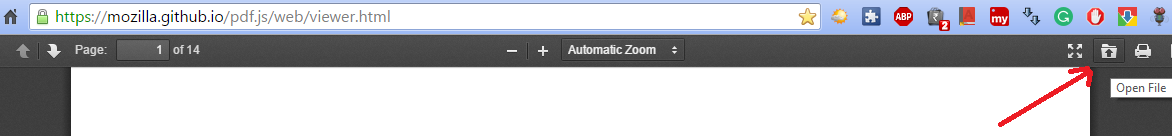 https://mozilla.github.io/pdf.js/web/viewer.html
ABP
2
A
my
G
Page: 1 of 14
Automatic Zoom
Open File